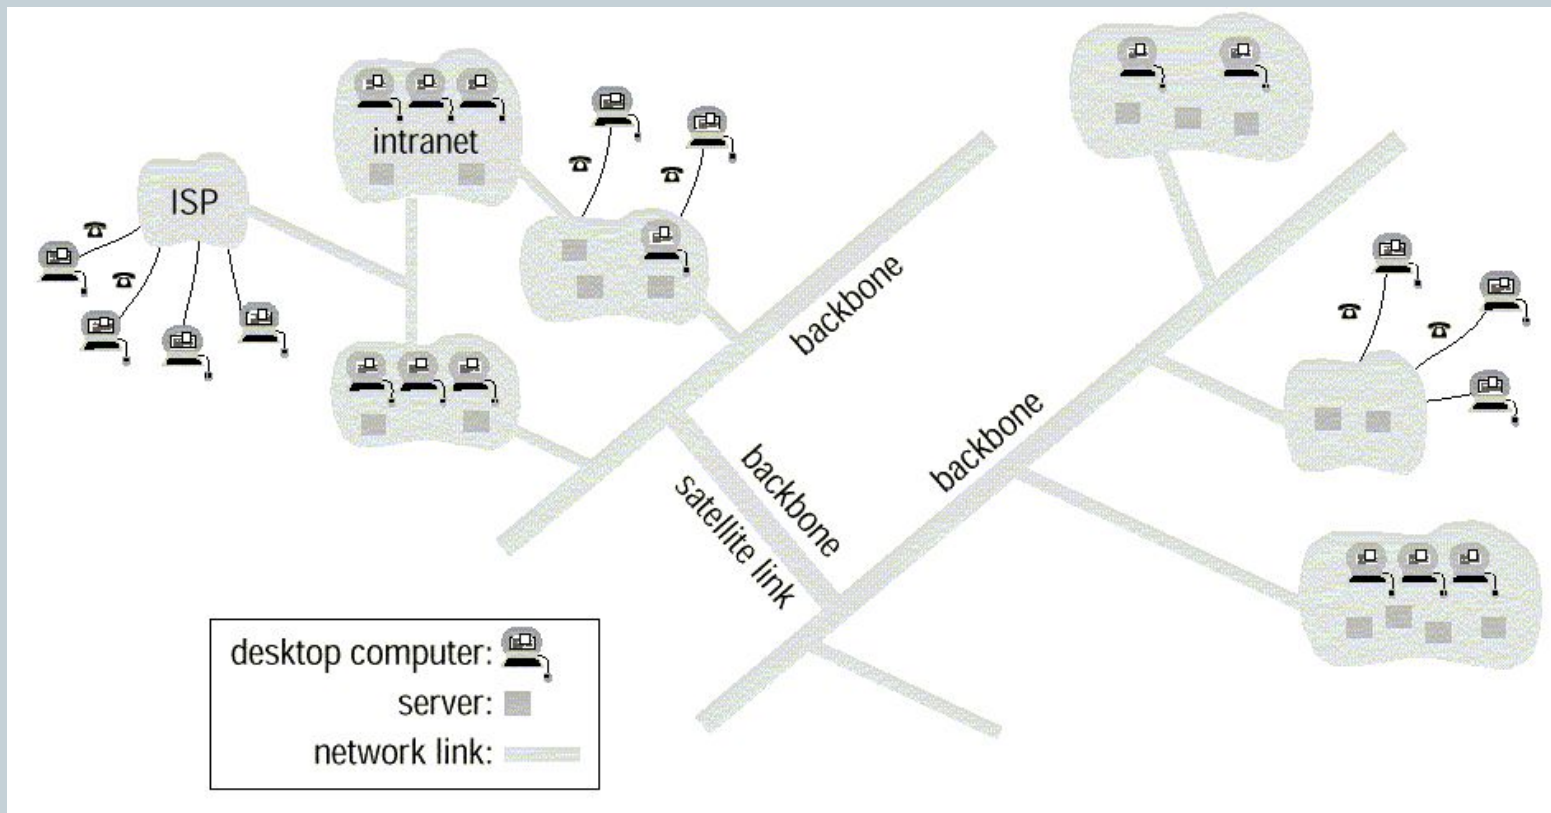 intranet
ISP
backbone
backbone
backbone
satellite link
desktop computer:
server:
network link: